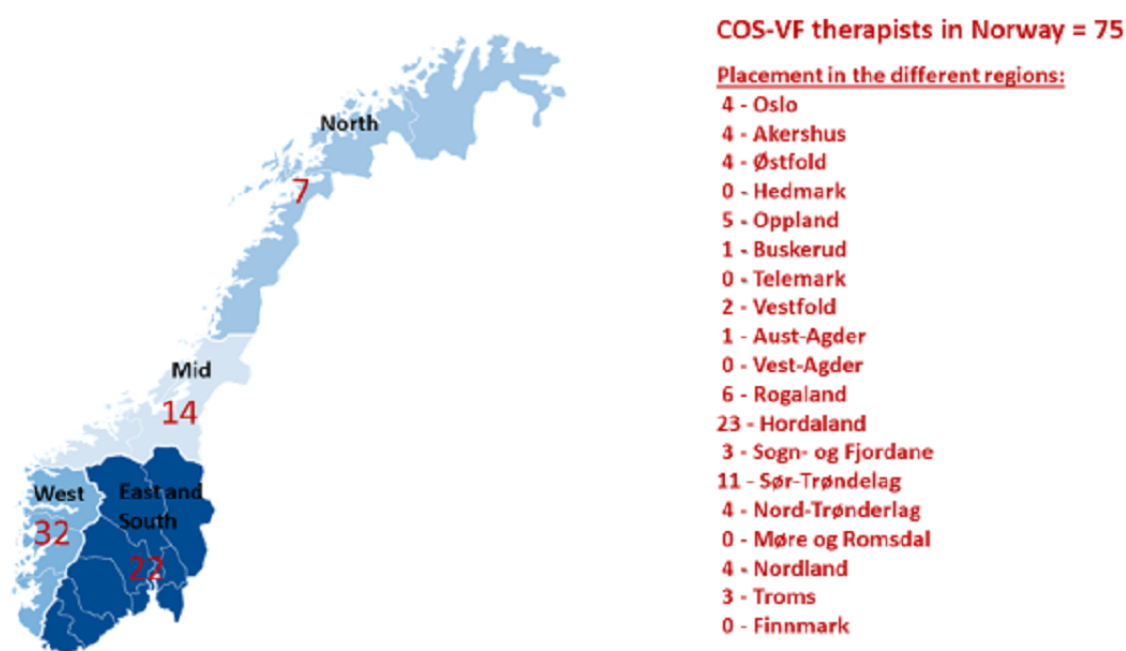 COS-VF therapists in Norway = 75
Placement in the different regions:
4 - Oslo
4 - Akershus
4 - Østfold
0 - Hedmark
5 - Oppland
1 - Buskerud
0 - Telemark
2 - Vestfold
1 - Aust-Agder
0 - Vest-Agder
6 - Rogaland
23 - Hordaland
3 - Sogn- og Fjordane
11 - Sør-Trøndelag
4 - Nord-Trønderlag
0 - Møre og Romsdal
4 - Nordland
3 - Troms
0 - Finnmark
North
7
Mid
14
West
32
East and
South
22